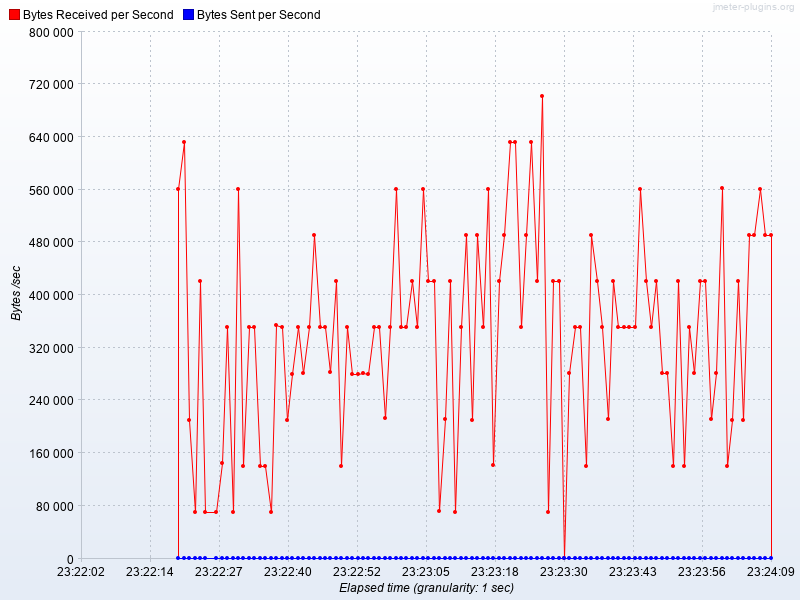 jmeter-plugins.org
Bytes Received per Second Bytes Sent per Second
800 000
720 000
640 000
560 000
480 000
400 000
320 000
240 000
160 000
80 000
0
Bytes /sec
23:22:02 23:22:14 23:22:27 23:22:40 23:22:52 23:23:05 23:23:18 23:23:30 23:23:43 23:23:56 23:24:09
Elapsed time (granularity: 1 sec)